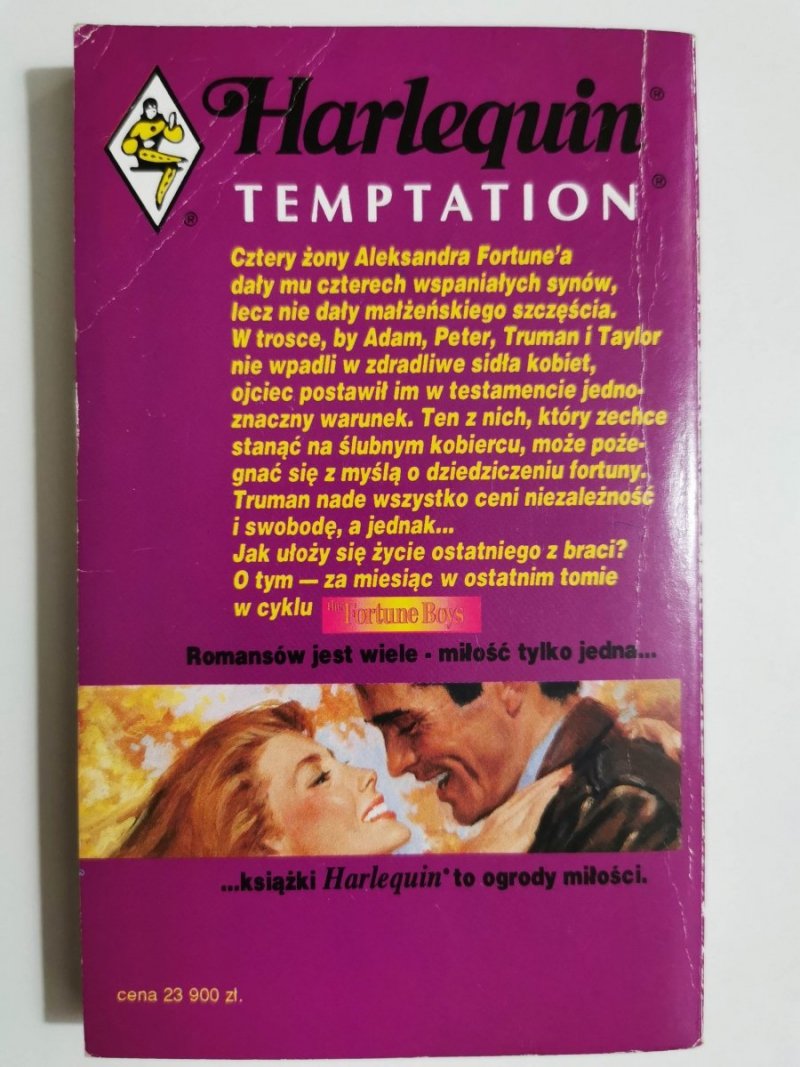 Harlequin®
TEMPTATION®
®
Cztery żony Aleksandra Fortune'a
dały mu czterech wspaniałych synów,
lecz nie dały małżeńskiego szczęścia.
W trosce, by Adam, Peter, Truman i Taylor
nie wpadli w zdradliwe sidła kobiet,
ojciec postawił im w testamencie jedno-
znaczny warunek. Ten z nich, który zechce
stanąć na ślubnym kobiercu, może poże-
gnać się z myślą o dziedziczeniu fortuny.
Truman nade wszystko ceni niezależność
i swobodę, a jednak...
Jak ułoży się życie ostatniego z braci?
O tym — za miesiąc w ostatnim tomie
w cyklu The Fortune Boys
Romansów jest wiele - miłość tylko jedna...
...książki Harlequin® to ogrody miłości.
cena 23 900 zł.